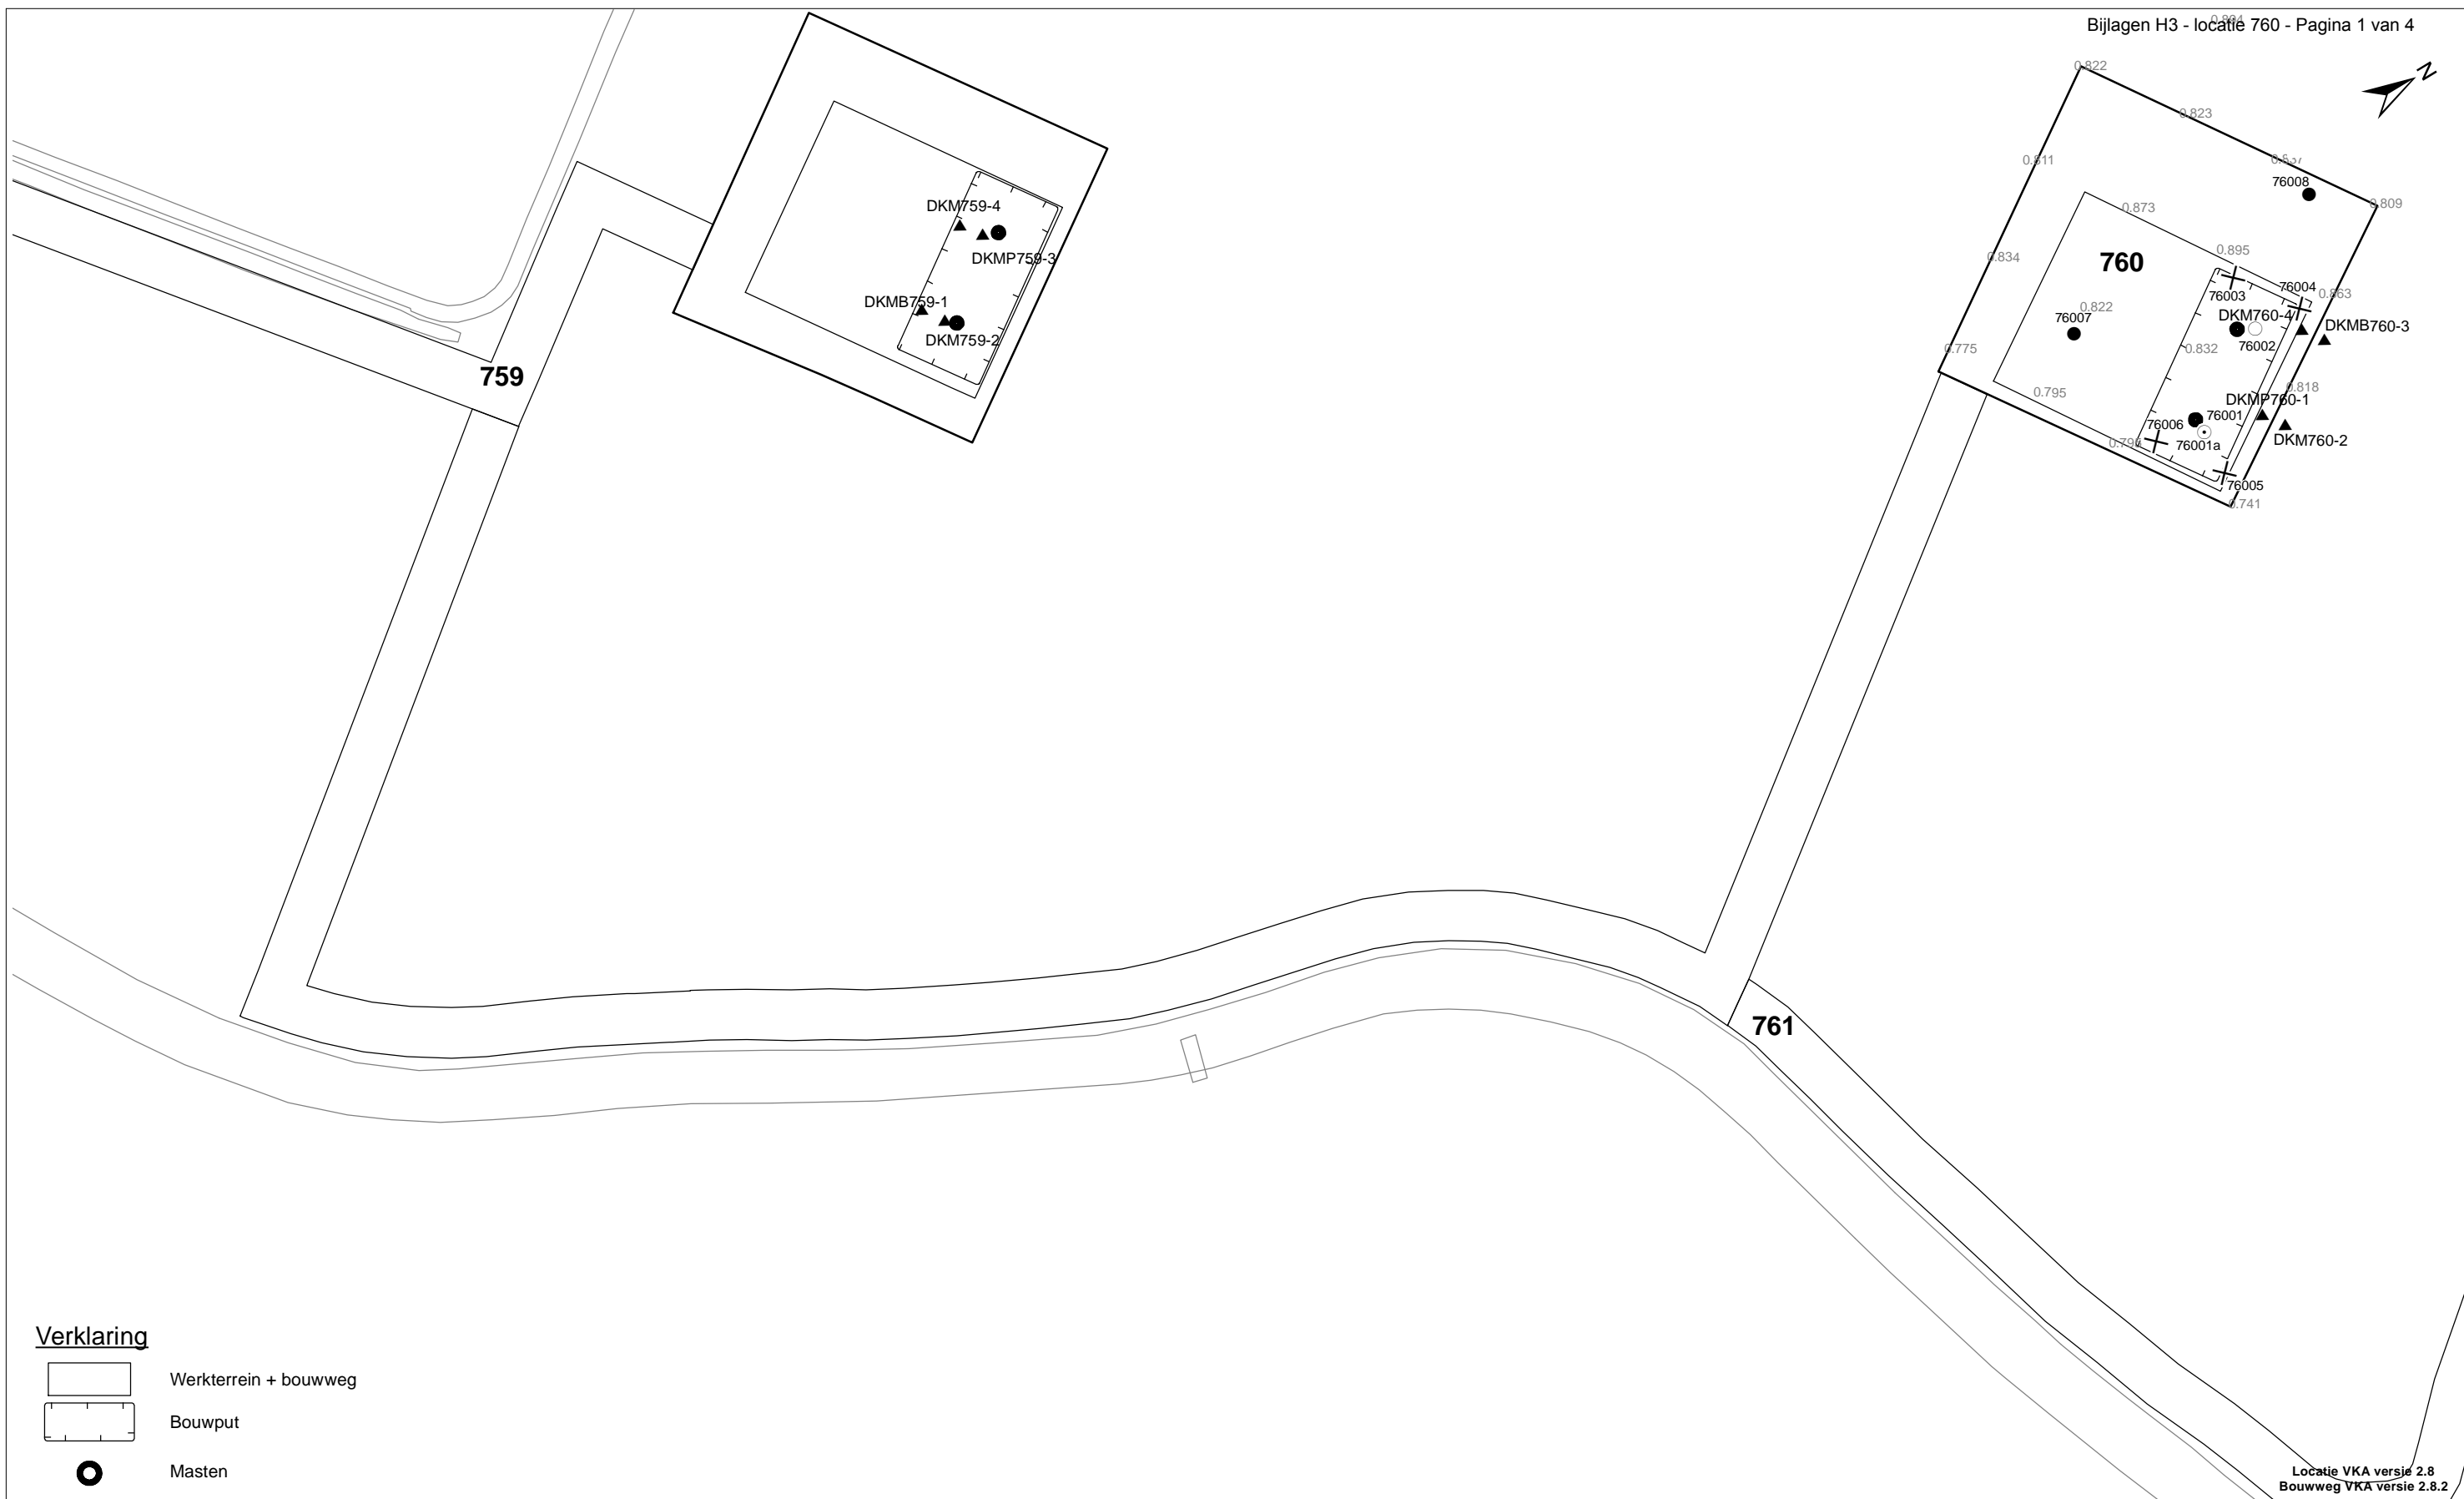 Bijlagen H3 - locatie 760 - Pagina 1 van 4
0.822
N
0.823
0.811
76008
0.809
0.873
DKM759-4
0.895
DKMP759-3
0.834
760
76004
0.863
76003
DKMB759-1
0.822
76007
DKM760-4
DKMB760-3
DKM759-2
76002
0.775
0.832
759
0.818
0.795
DKMP760-1
76001
76006
DKM760-2
76001a
76005
0.741
761
Verklaring
Werkterrein + bouwweg
Bouwput
Masten
Locatie VKA versie 2.8
Bouwweg VKA versie 2.8.2